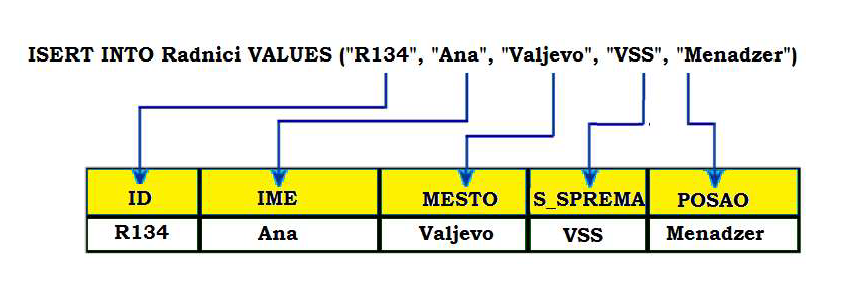 ISERT INTO Radnici VALUES ("R134", "Ana", "Valjevo", "VSS", "Menadzer")
ID IME MESTO S_SPREMA POSAO
R134 Ana Valjevo VSS Menadzer